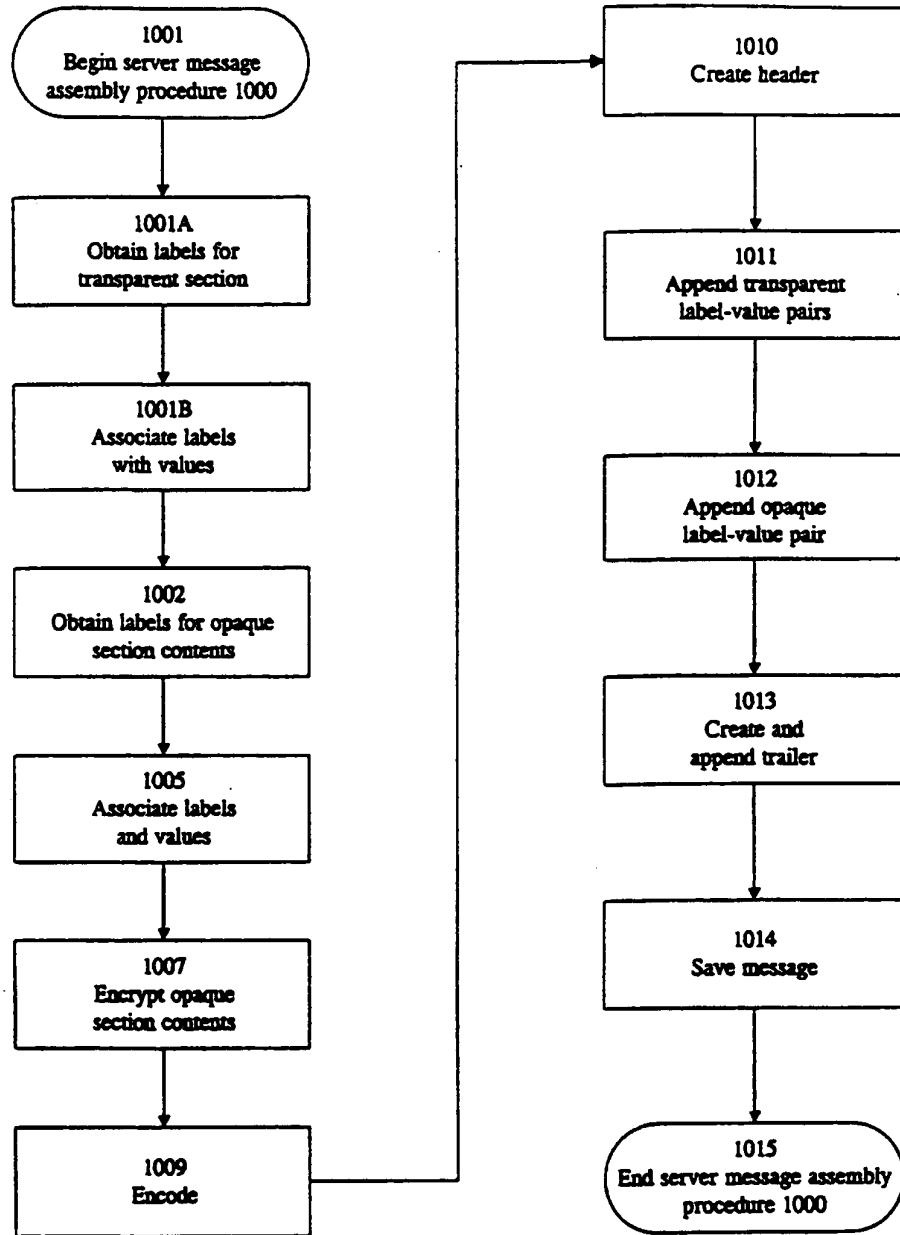 1001
Begin server message
assembly procedure 1000
1001A
Obtain labels for
transparent section
1001B
Associate labels
with values
1002
Obtain labels for opaque
section contents
1005
Associate labels
and values
1007
Encrypt opaque
section contents
1009
Encode
1010
Create header
1011
Append transparent
label-value pairs
1012
Append opaque
label-value pair
1013
Create and
append trailer
1014
Save message
1015
End server message assembly
procedure 1000